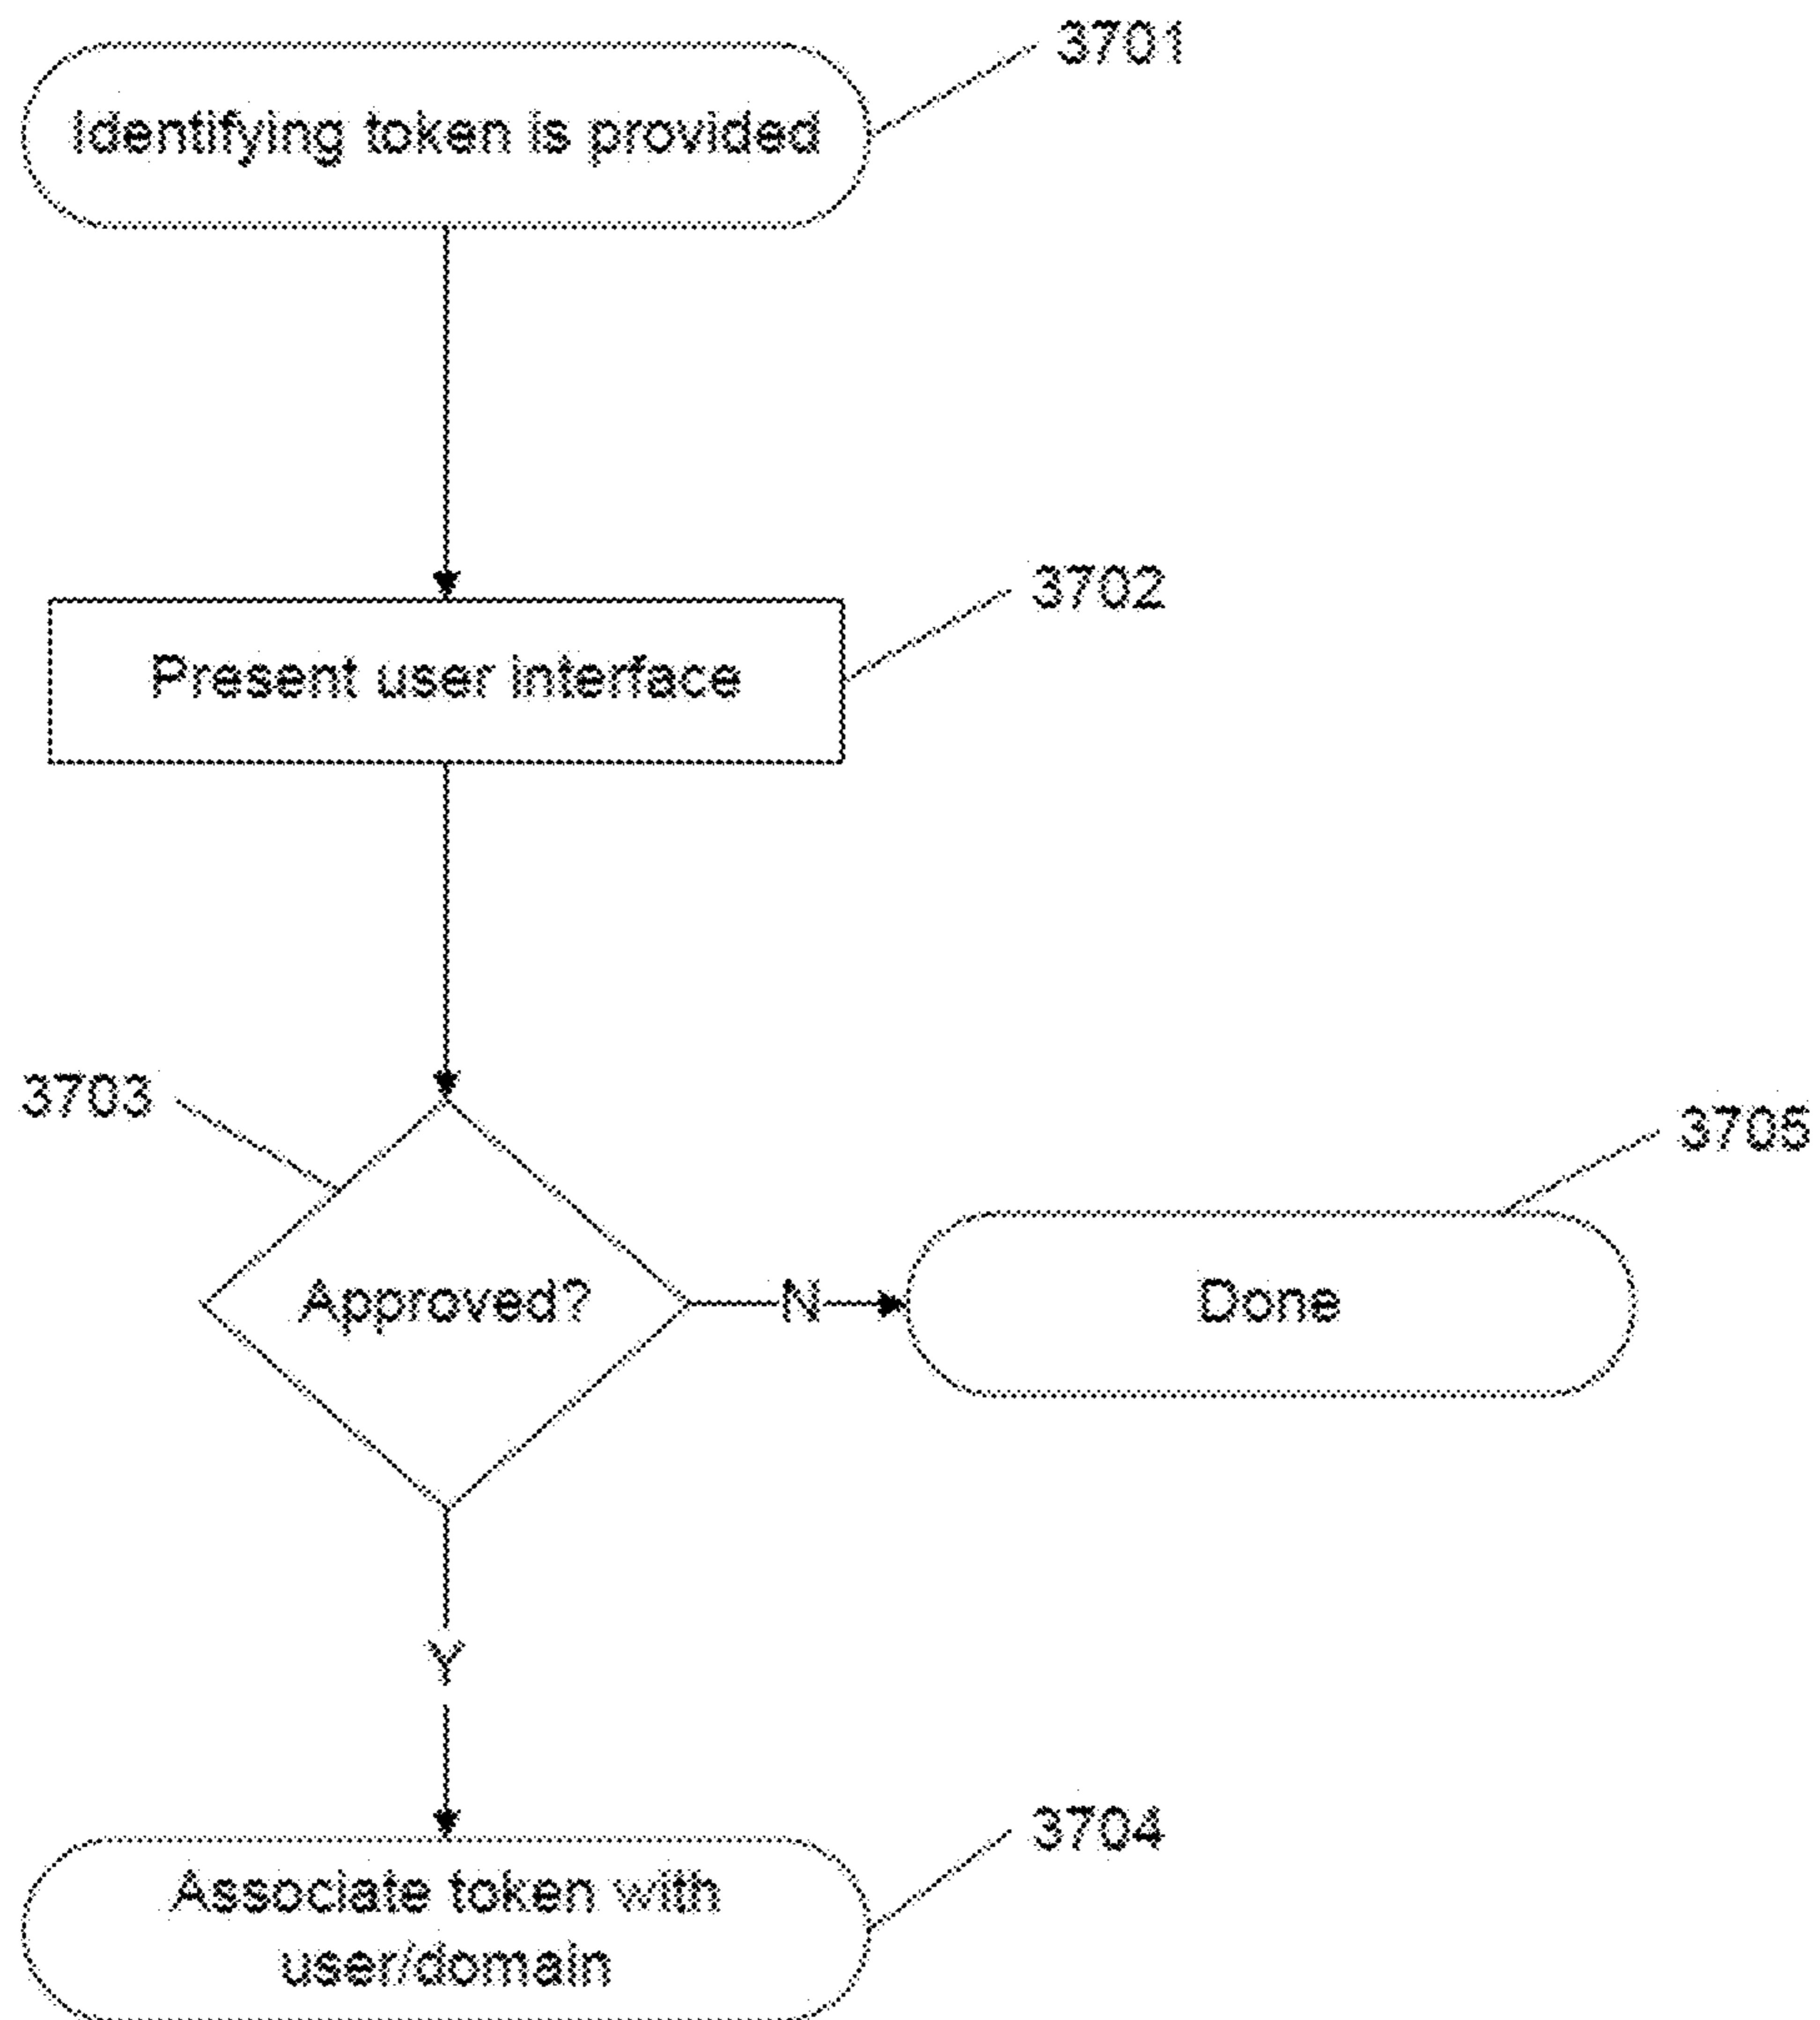 3701
Identifying token is provided
3702
Present user interface
3703
3705
Approved?
N
Done
Y
3704
Associate token with
user/domain